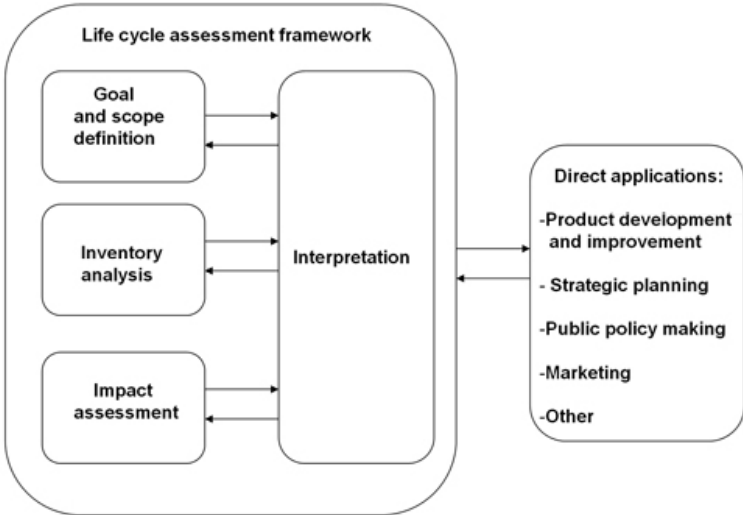 Life cycle assessment framework
Goal
and scope
definition
Inventory
analysis
Impact
assessment
Interpretation
Direct applications:
-Product development
and improvement
- Strategic planning
-Public policy making
-Marketing
-Other